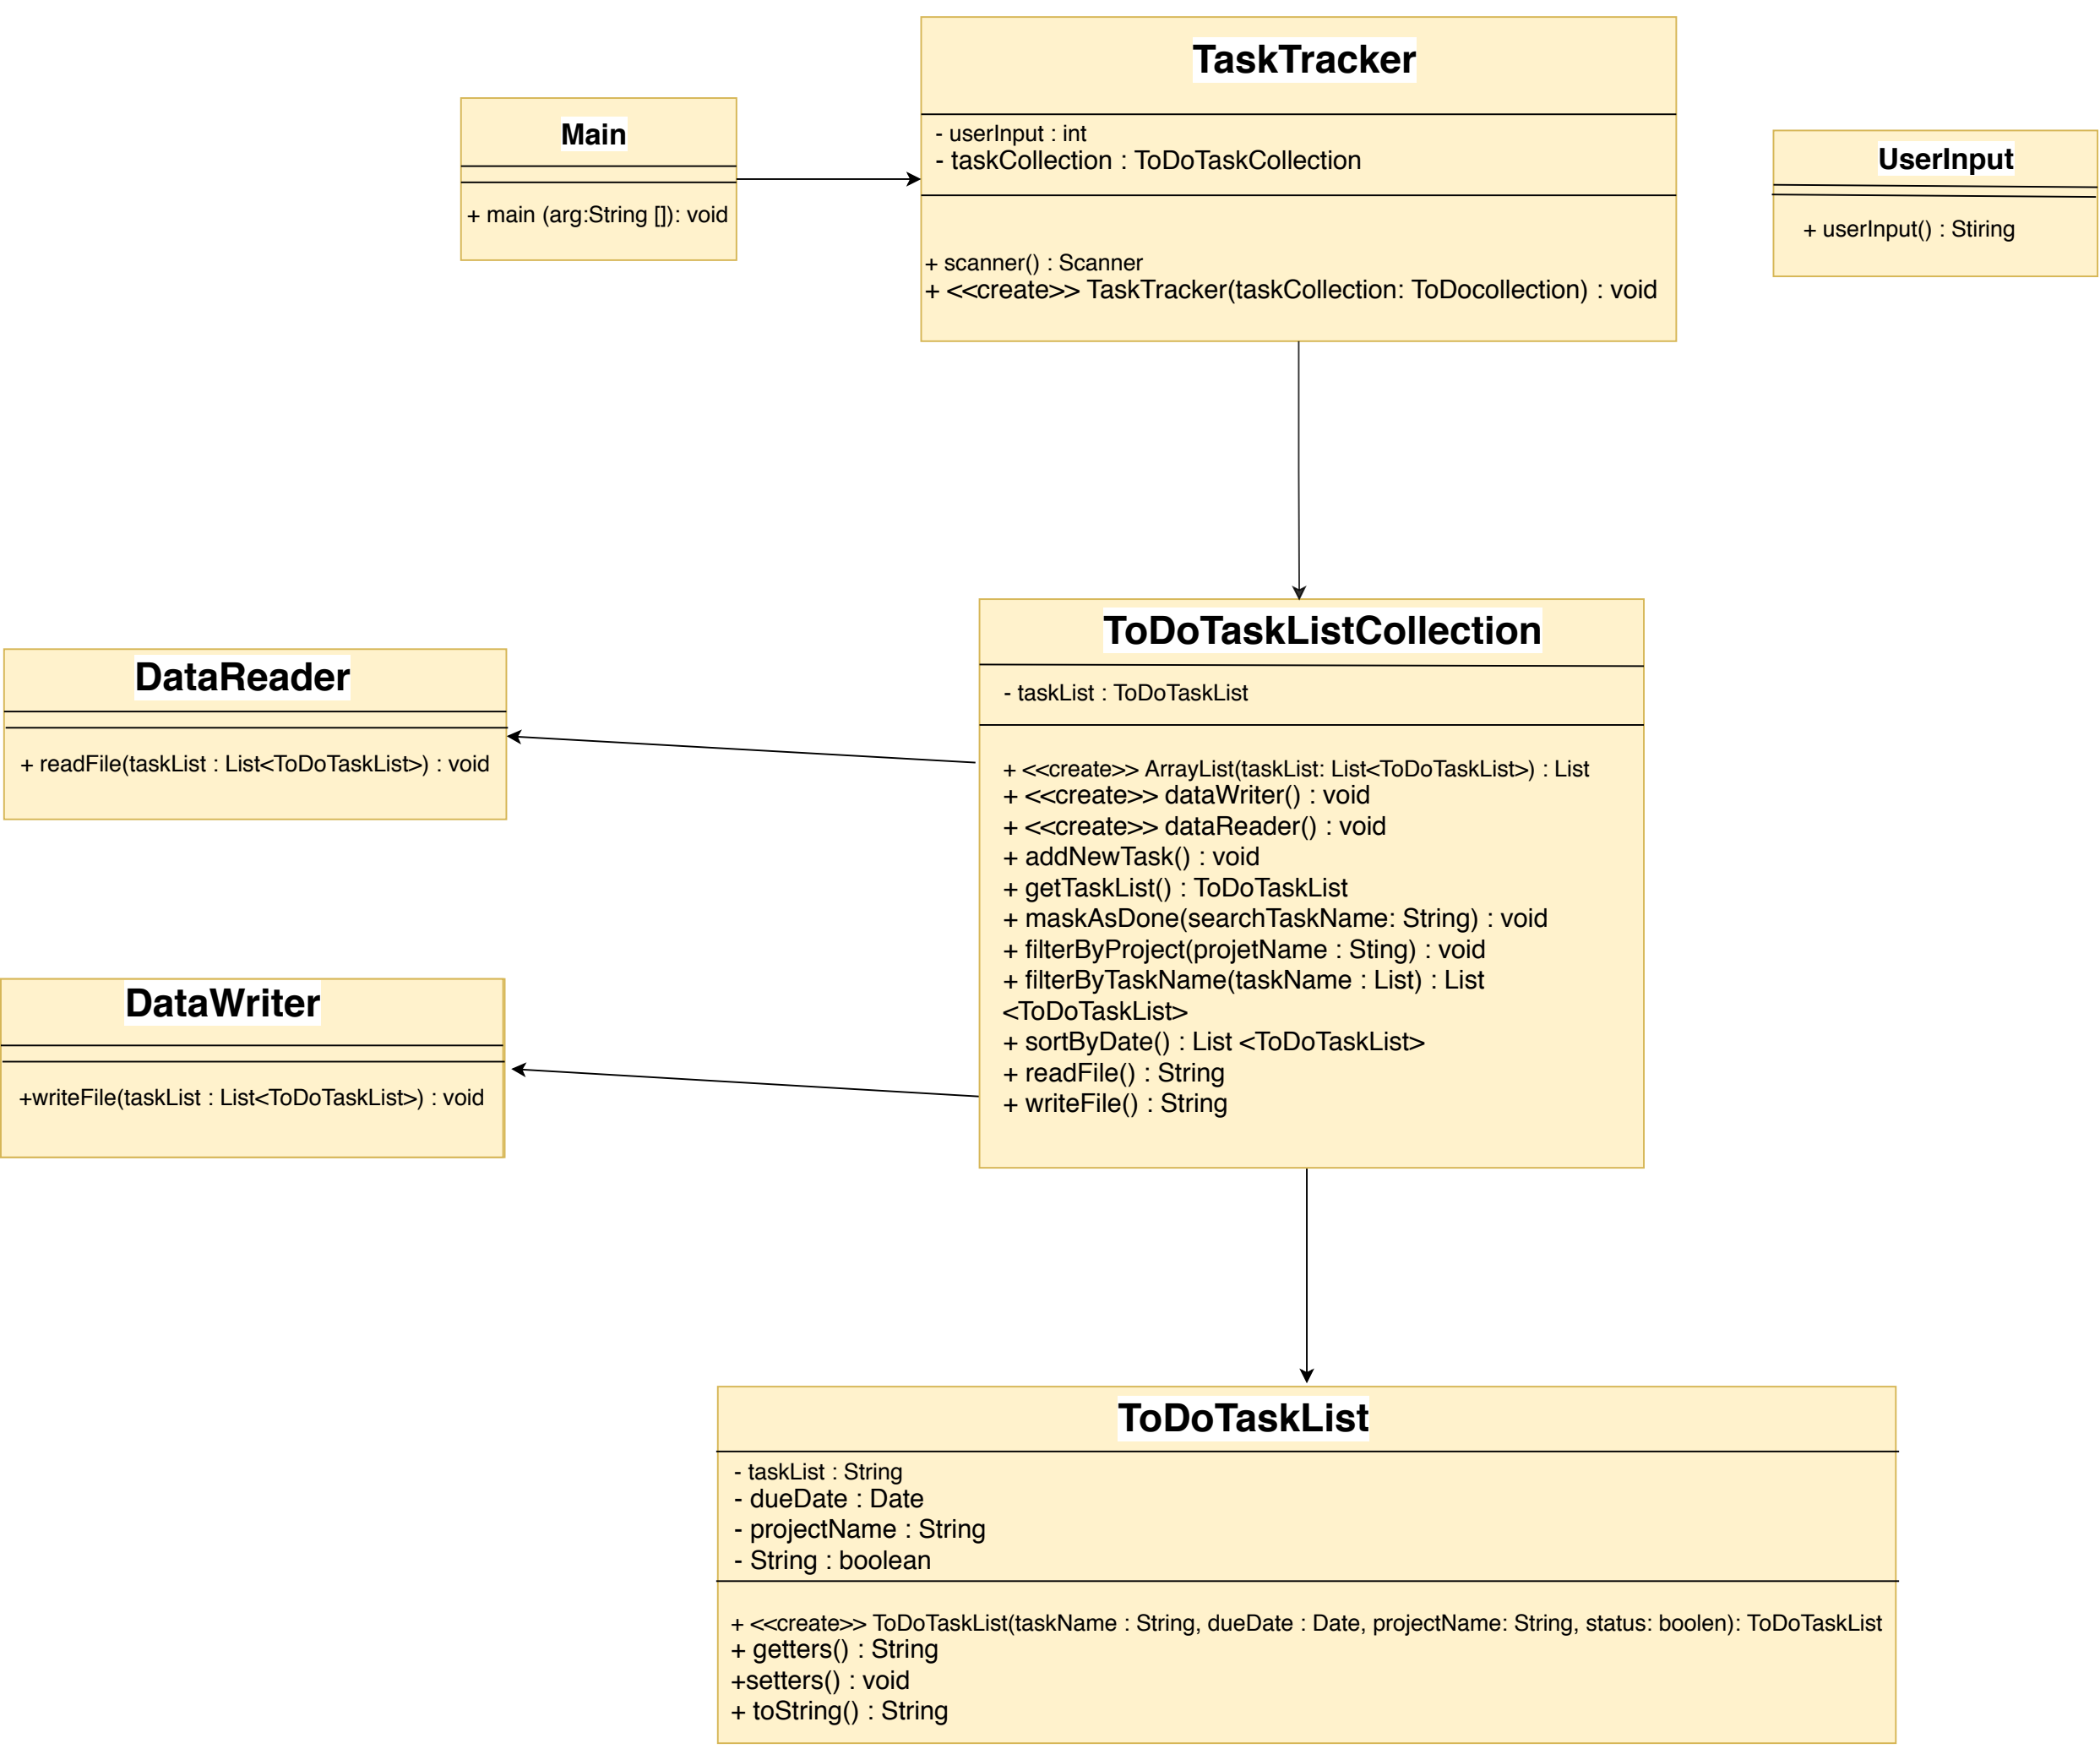 TaskTracker
- userInput : int
- taskCollection : ToDoTaskCollection
+ scanner() : Scanner
+ <<create>> TaskTracker(taskCollection: ToDocollection) : void
Main
+ main (arg:String []): void
UserInput
+ userInput() : Stiring
ToDoTaskListCollection
- taskList : ToDoTaskList
+ <<create>> ArrayList(taskList: List<ToDoTaskList>) : List
+ <<create>> dataWriter() : void
+ <<create>> dataReader() : void
+ addNewTask() : void
+ getTaskList() : ToDoTaskList
+ maskAsDone(searchTaskName: String) : void
+ filterByProject(projetName : Sting) : void
+ filterByTaskName(taskName : List) : List
<ToDoTaskList>
+ sortByDate() : List <ToDoTaskList>
+ readFile() : String
+ writeFile() : String
DataReader
+ readFile(taskList : List<ToDoTaskList>) : void
DataWriter
+writeFile(taskList : List<ToDoTaskList>) : void
ToDoTaskList
- taskList : String
- dueDate : Date
- projectName : String
- String : boolean
+ <<create>> ToDoTaskList(taskName : String, dueDate : Date, projectName: String, status: boolen): ToDoTaskList
+ getters() : String
+setters() : void
+ toString() : String